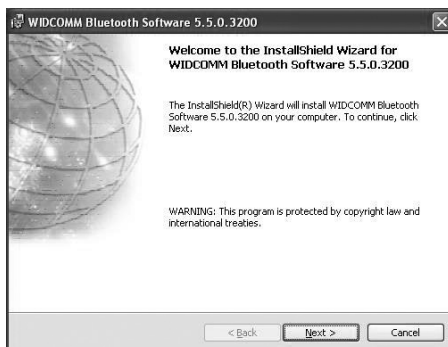 WIDCOMM Bluetooth Software 5.5.0.3200
Welcome to the InstallShield Wizard for
WIDCOMM Bluetooth Software 5.5.0.3200
The InstallShield(R) Wizard will install WIDCOMM Bluetooth
Software 5.5.0.3200 on your computer. To continue, click
Next.
WARNING: This program is protected by copyright law and
international treaties.
< Back
Next >
Cancel